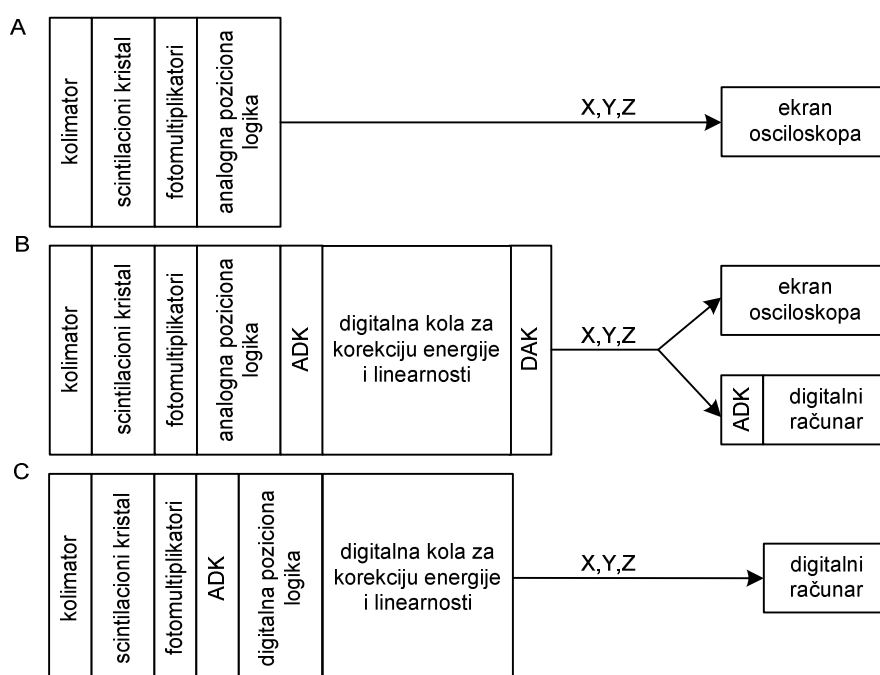 A
kolimator
scintilacioni kristal
fotomultiplikatori
analogna poziciona
logika
X,Y,Z
ekran
osciloskopa
B
kolimator
scintilacioni kristal
fotomultiplikatori
analogna poziciona
logika
ADK
digitalna kola za
korekciju energije
i linearnosti
DAK
X,Y,Z
ekran
osciloskopa
ADK
digitalni
računar
C
kolimator
scintilacioni kristal
fotomultiplikatori
ADK
digitalna poziciona
logika
digitalna kola za
korekciju energije
i linearnosti
X,Y,Z
digitalni
računar